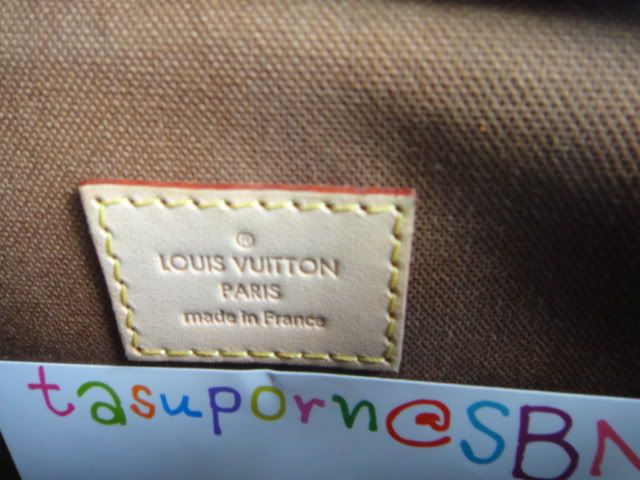 ®
LOUIS VUITTON
PARIS
made in France
tasuporn@SBN